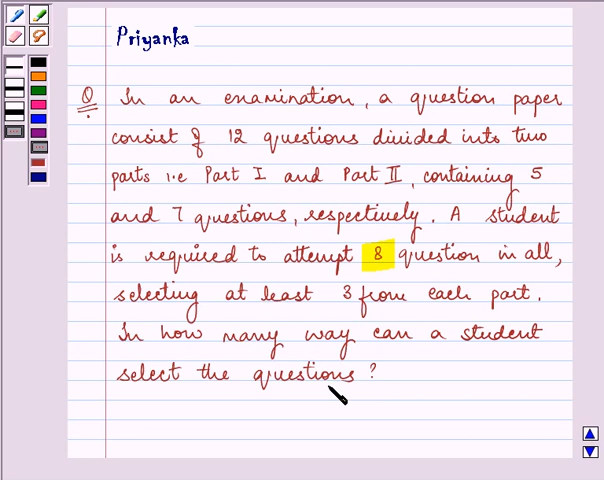 Priyanka
Q In an examination, a question paper
consist of 12 questions divided into two
parts i.e Part I and Part II, containing 5
and 7 questions, respectively. A student
is required to attempt 8 question in all,
selecting at least 3 from each part.
In how many way can a student
select the questions?